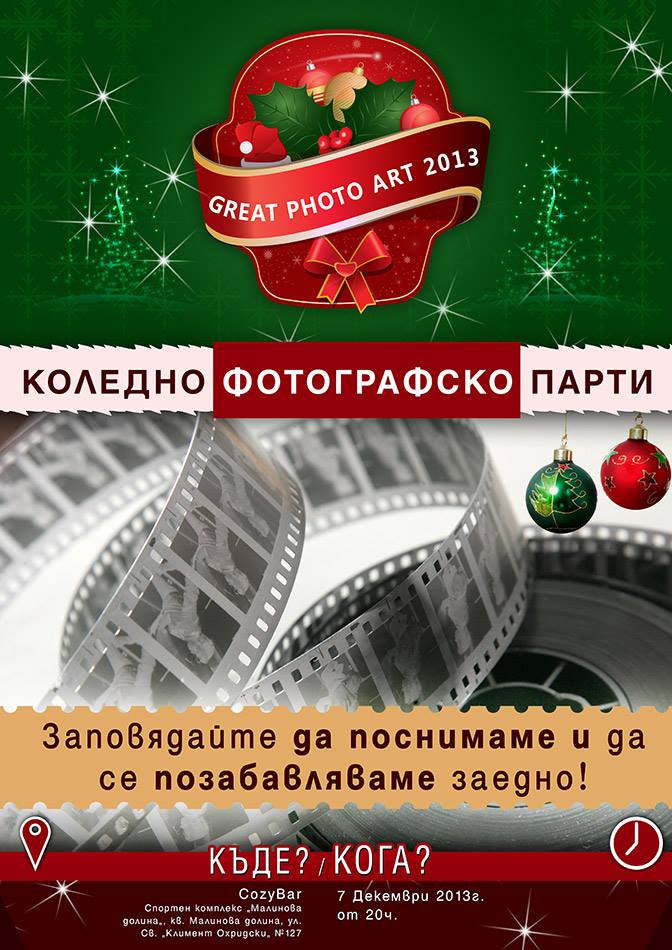 GREAT PHOTO ART 2013
КОЛЕДНО ФОТОГРАФСКО ПАРТИ
Заповядайте да поснимаме и да
се позабавляваме заедно!
КЪДЕ? / КОГА?
CozyBar
Спортен комплекс „Малинова
долина„, кв. Малинова долина, ул.
Св. „Климент Охридски„ №127
7 Декември 2013г.
от 20ч.